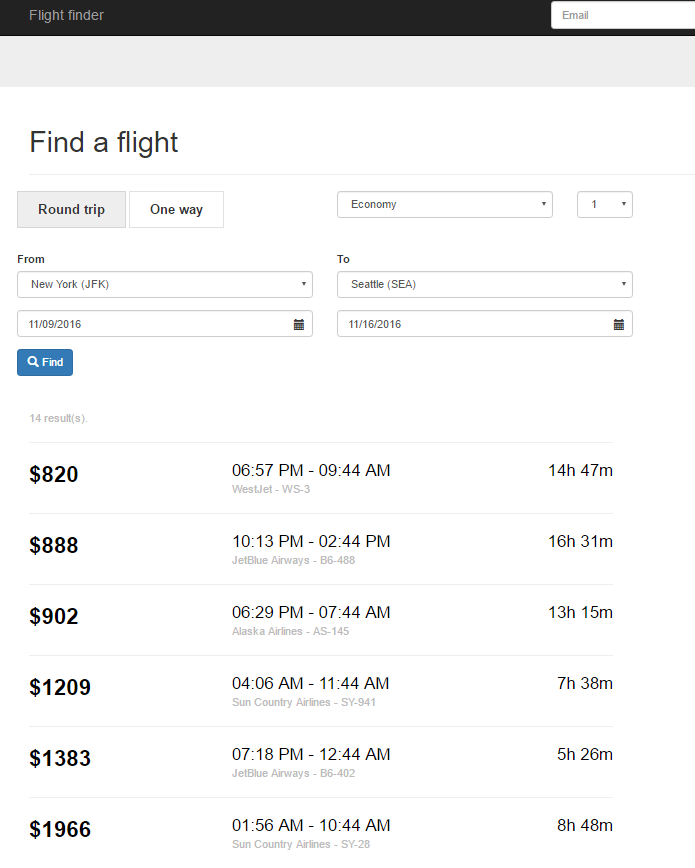 Flight finder Email
Find a flight
Round trip One way Economy 1
From To
New York (JFK) Seattle (SEA)
11/09/2016 11/16/2016
Find
14 result(s).
$820 06:57 PM - 09:44 AM 14h 47m
WestJet - WS-3
$888 10:13 PM - 02:44 PM 16h 31m
JetBlue Airways - B6-488
$902 06:29 PM - 07:44 AM 13h 15m
Alaska Airlines - AS-145
$1209 04:06 AM - 11:44 AM 7h 38m
Sun Country Airlines - SY-941
$1383 07:18 PM - 12:44 AM 5h 26m
JetBlue Airways - B6-402
$1966 01:56 AM - 10:44 AM 8h 48m
Sun Country Airlines - SY-28